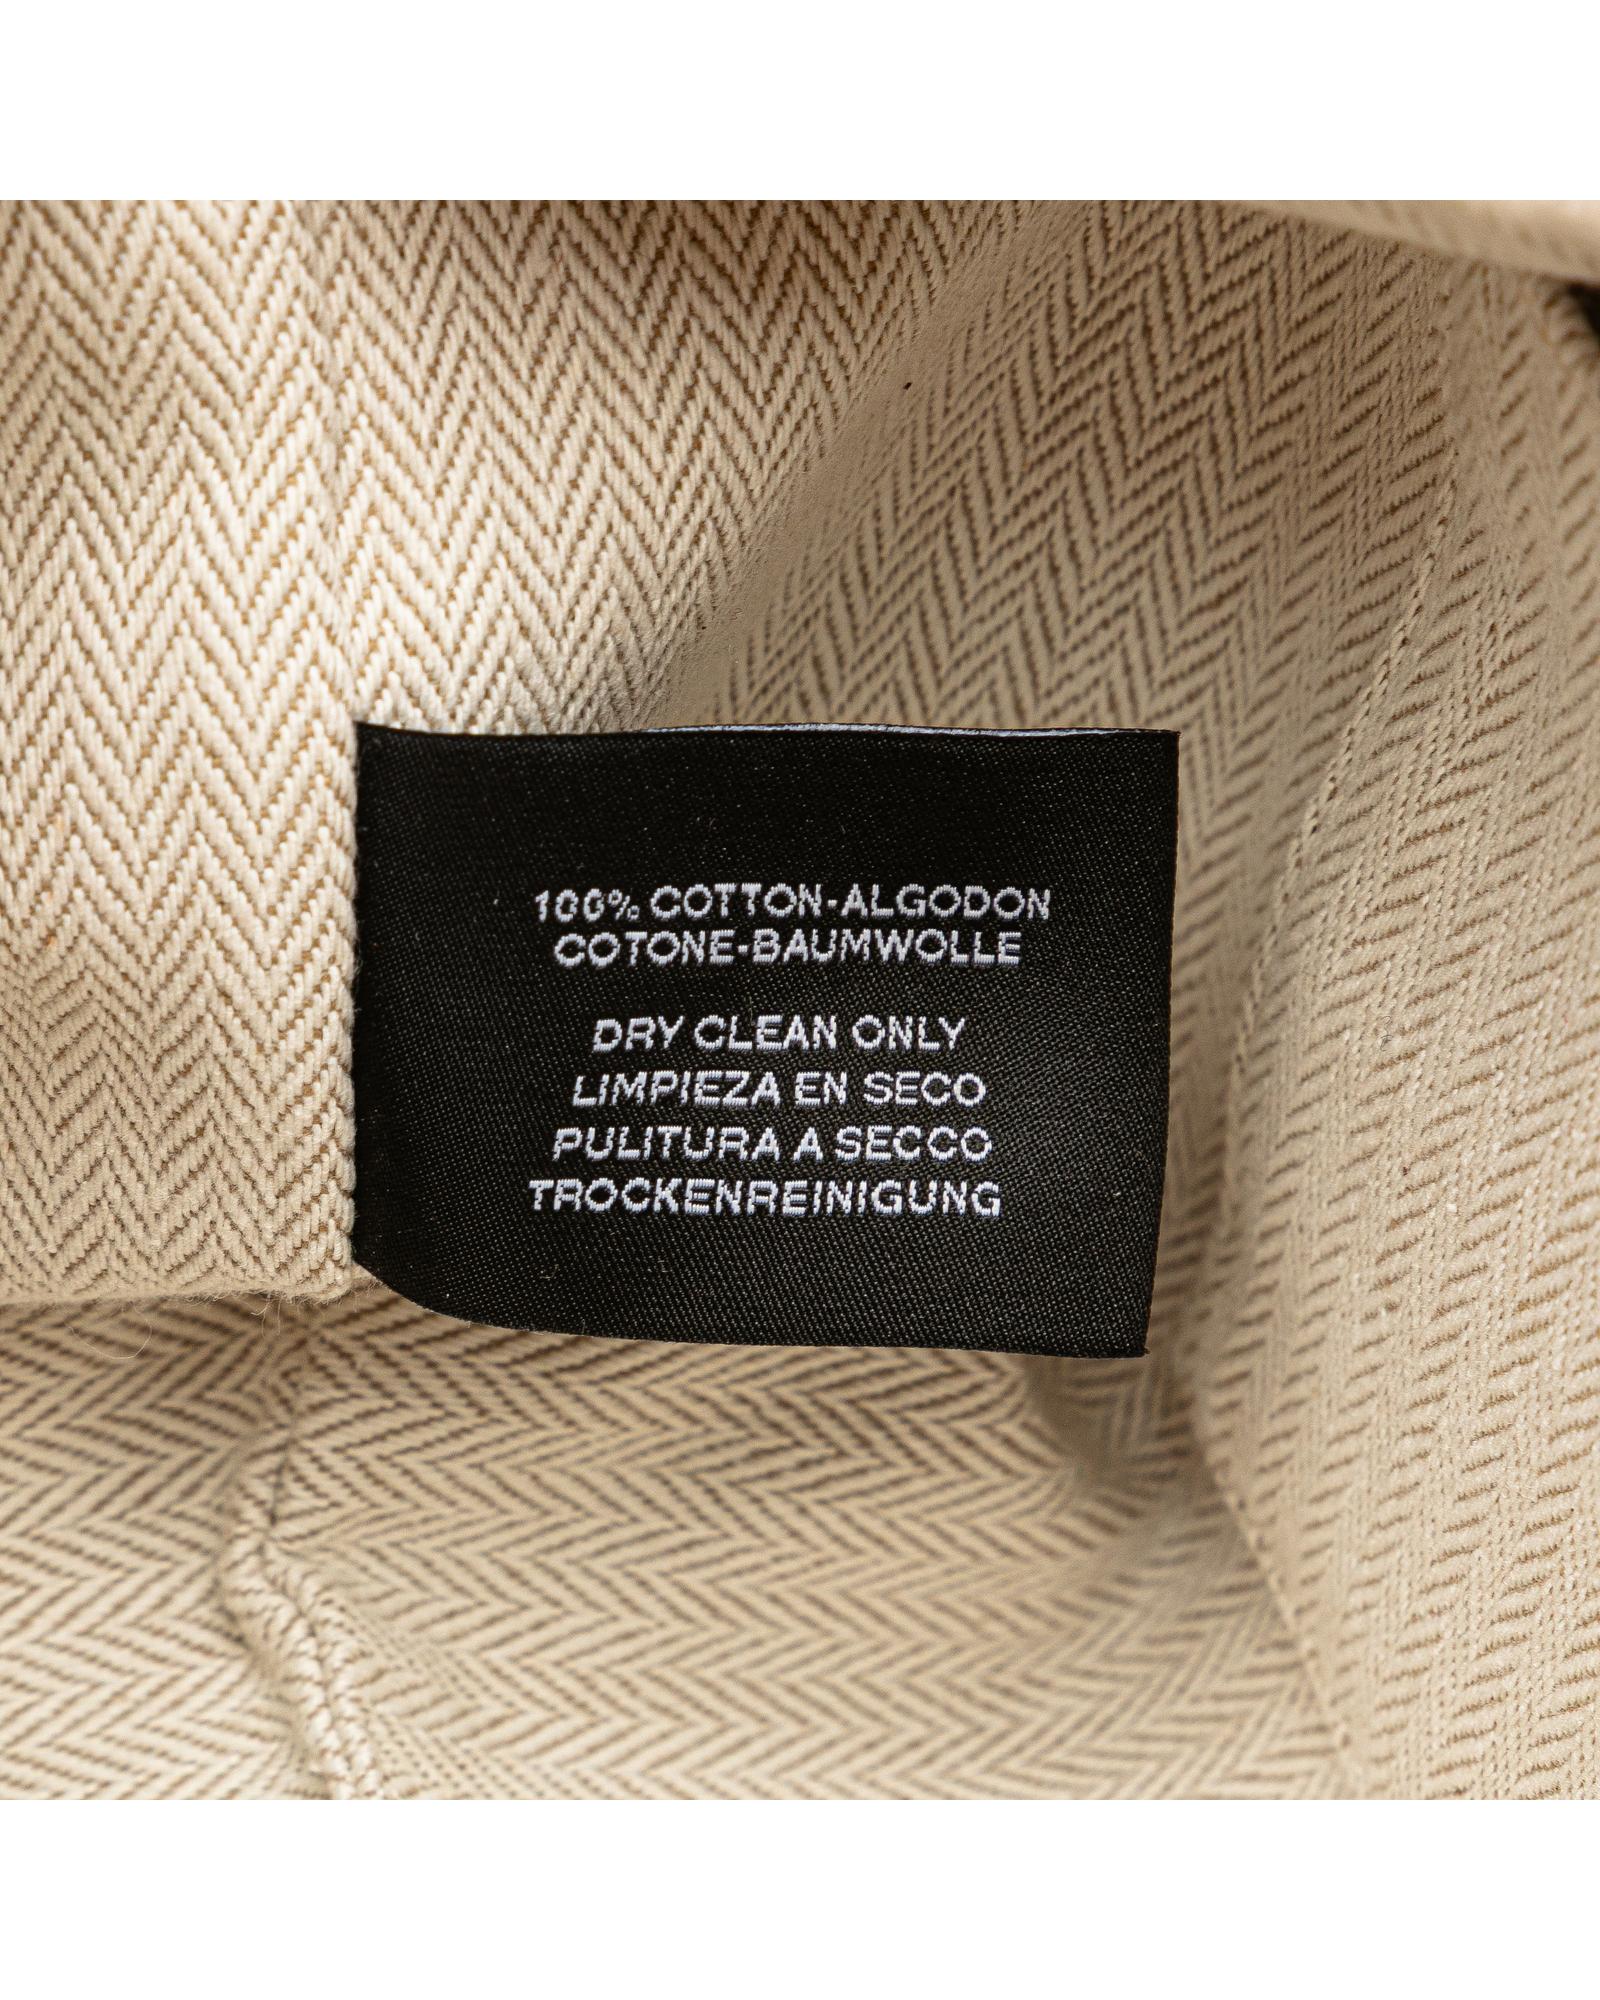 100% COTTON-ALGODON
COTONE-BAUMWOLLE
DRY CLEAN ONLY
LIMPIEZA EN SECO
PULITURA A SECCO
TROCKENREINIGUNG